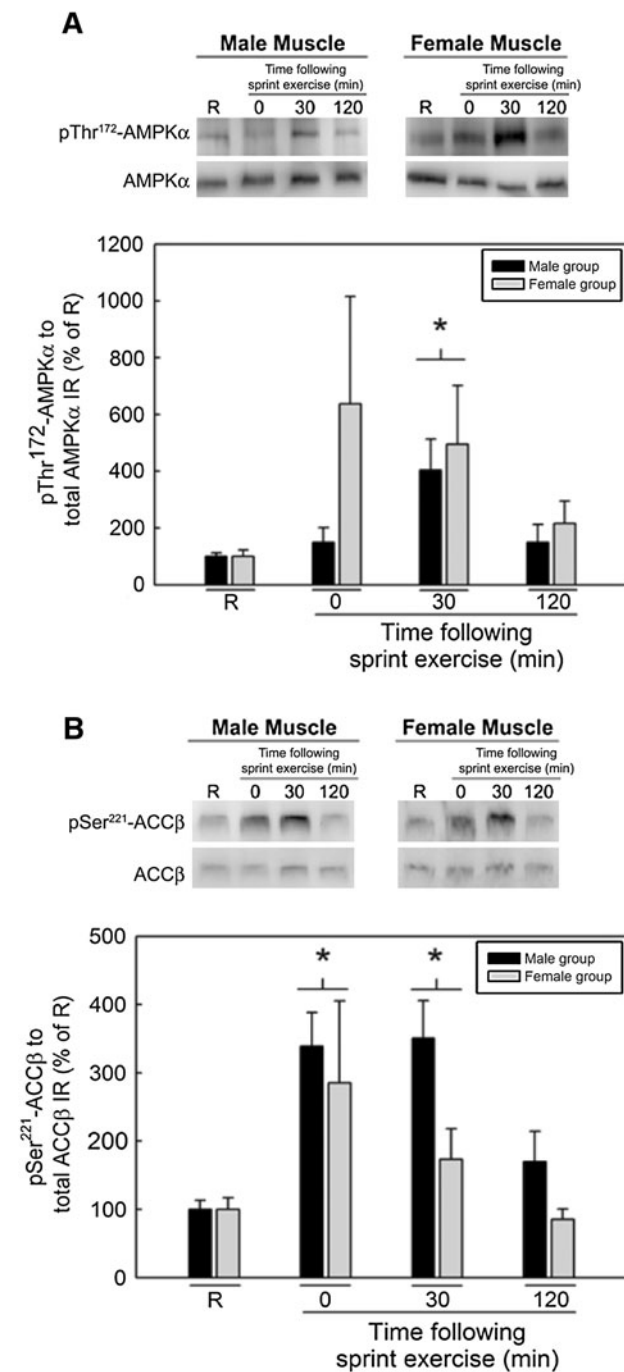 A
Male Muscle Female Muscle
Time following Time following
sprint exercise (min) sprint exercise (min)
R 0 30 120 R 0 30 120
pThr¹⁷²-AMPKα
AMPKα
1200
1000
800
600
400
200
0
pThr¹⁷²-AMPKα to
total AMPKα IR (% of R)
Male group
Female group
*
R 0 30 120
Time following
sprint exercise (min)
B
Male Muscle Female Muscle
Time following Time following
sprint exercise (min) sprint exercise (min)
R 0 30 120 R 0 30 120
pSer²²¹-ACCβ
ACCβ
500
400
300
200
100
0
pSer²²¹-ACCβ to
total ACCβ IR (% of R)
Male group
Female group
* *
R 0 30 120
Time following
sprint exercise (min)